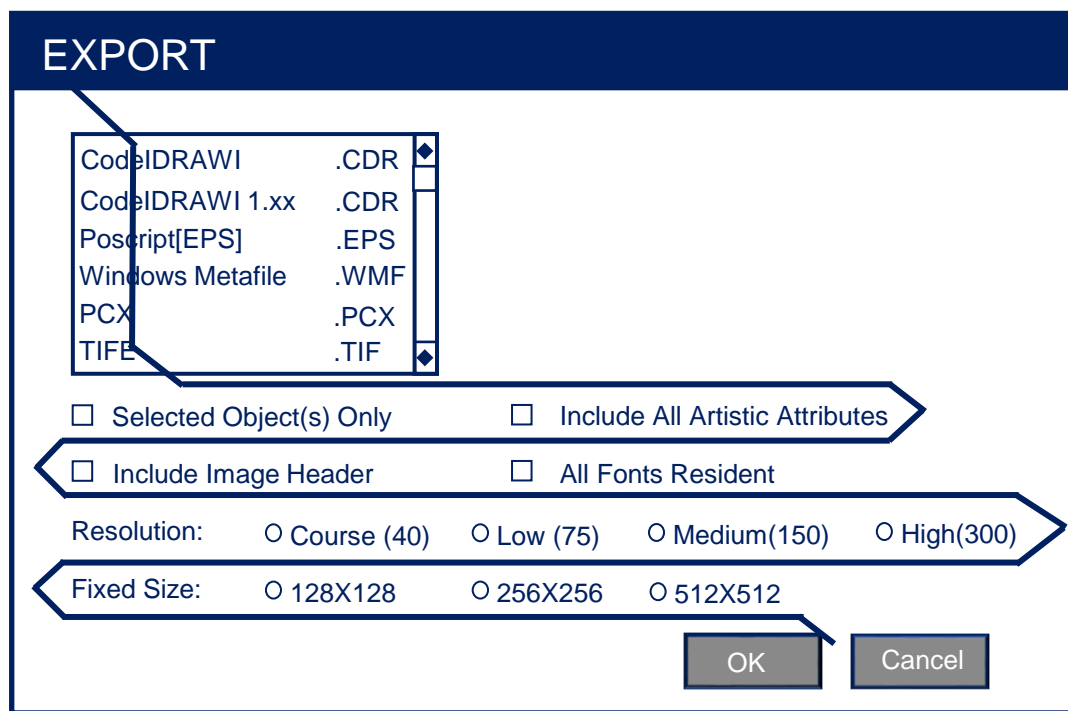 EXPORT
CodeIDRAWI .CDR
CodeIDRAWI 1.xx .CDR
Poscript[EPS] .EPS
Windows Metafile .WMF
PCX .PCX
TIFE .TIF
Selected Object(s) Only Include All Artistic Attributes
Include Image Header All Fonts Resident
Resolution: Course (40) Low (75) Medium(150) High(300)
Fixed Size: 128X128 256X256 512X512
OK Cancel